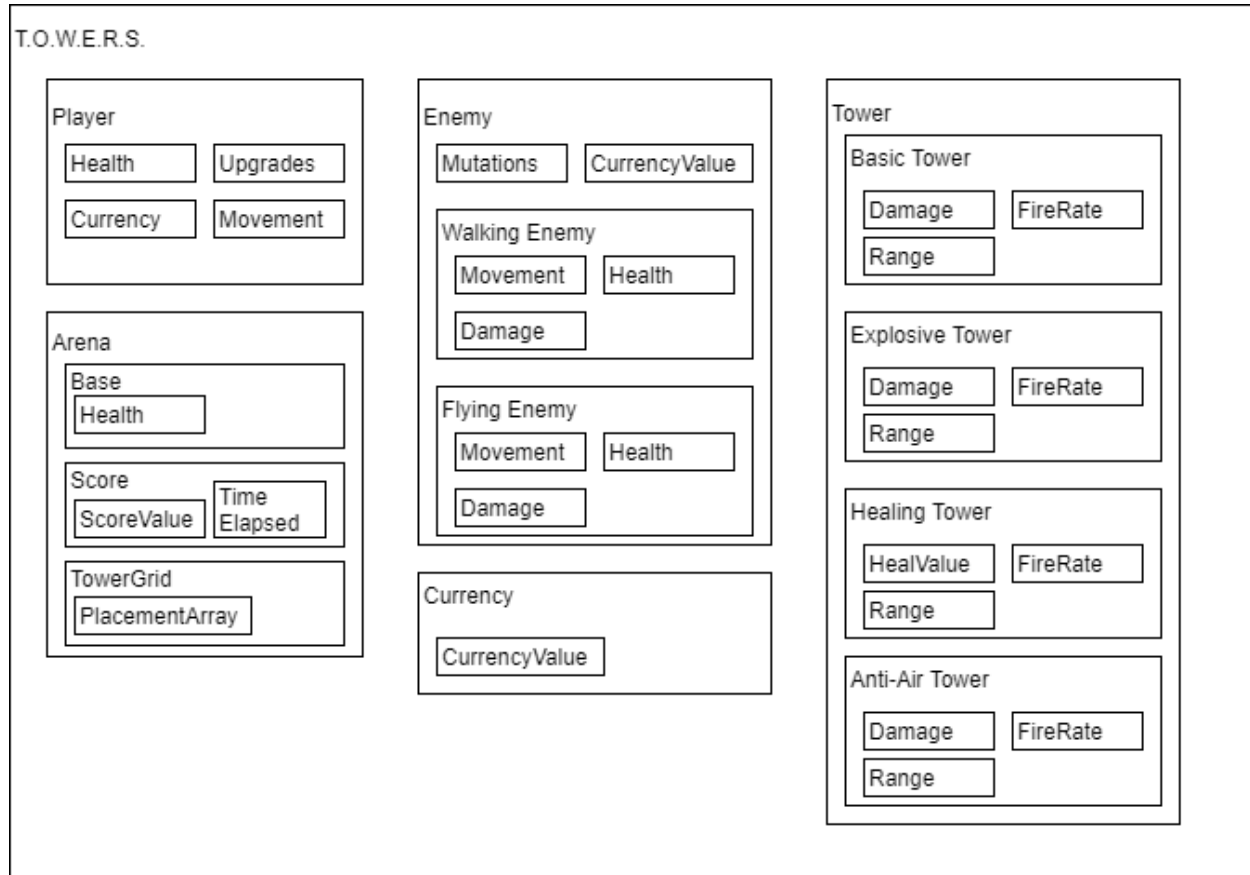 T.O.W.E.R.S.
Player
Health
Upgrades
Currency
Movement
Arena
Base
Health
Score
ScoreValue
Time
Elapsed
TowerGrid
PlacementArray
Enemy
Mutations
CurrencyValue
Walking Enemy
Movement
Health
Damage
Flying Enemy
Movement
Health
Damage
Currency
CurrencyValue
Tower
Basic Tower
Damage
FireRate
Range
Explosive Tower
Damage
FireRate
Range
Healing Tower
HealValue
FireRate
Range
Anti-Air Tower
Damage
FireRate
Range